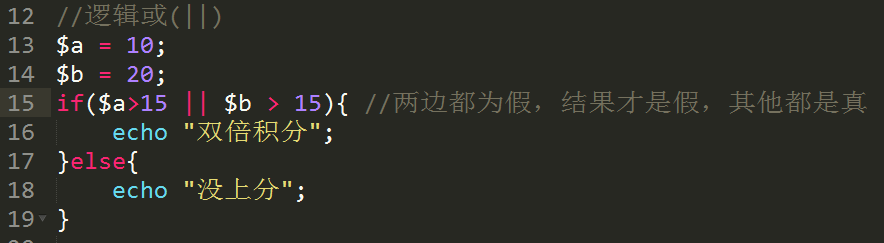 12 //逻辑或(||)
13 $a = 10;
14 $b = 20;
15 if($a>15 || $b > 15){ //两边都为假，结果才是假，其他都是真
16     echo "双倍积分";
17 }else{
18     echo "没上分";
19 }